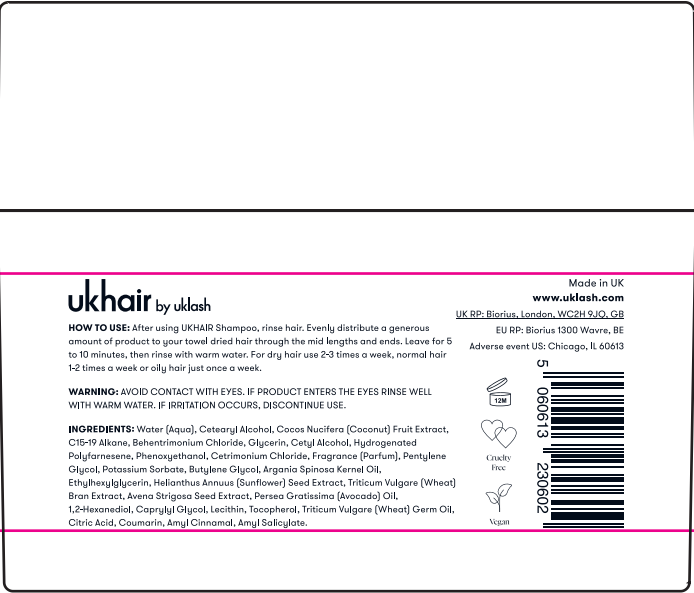 ukhair by uklash
HOW TO USE: After using UKHAIR Shampoo, rinse hair. Evenly distribute a generous
amount of product to your towel dried hair through the mid lengths and ends. Leave for 5
to 10 minutes, then rinse with warm water. For dry hair use 2-3 times a week, normal hair
1-2 times a week or oily hair just once a week.
WARNING: AVOID CONTACT WITH EYES. IF PRODUCT ENTERS THE EYES RINSE WELL
WITH WARM WATER. IF IRRITATION OCCURS, DISCONTINUE USE.
INGREDIENTS: Water (Aqua), Cetearyl Alcohol, Cocos Nucifera (Coconut) Fruit Extract,
C15-19 Alkane, Behentrimonium Chloride, Glycerin, Cetyl Alcohol, Hydrogenated
Polyfarnesene, Phenoxyethanol, Cetrimonium Chloride, Fragrance (Parfum), Pentylene
Glycol, Potassium Sorbate, Butylene Glycol, Argania Spinosa Kernel Oil,
Ethylhexylglycerin, Helianthus Annuus (Sunflower) Seed Extract, Triticum Vulgare (Wheat)
Bran Extract, Avena Strigosa Seed Extract, Persea Gratissima (Avocado) Oil,
1,2-Hexanediol, Caprylyl Glycol, Lecithin, Tocopherol, Triticum Vulgare (Wheat) Germ Oil,
Citric Acid, Coumarin, Amyl Cinnamal, Amyl Salicylate.
Made in UK
www.uklash.com
UK RP: Biorius, London, WC2H 9JQ, GB
EU RP: Biorius 1300 Wavre, BE
Adverse event US: Chicago, IL 60613
12M
Cruelty
Free
Vegan
5 060613 230602